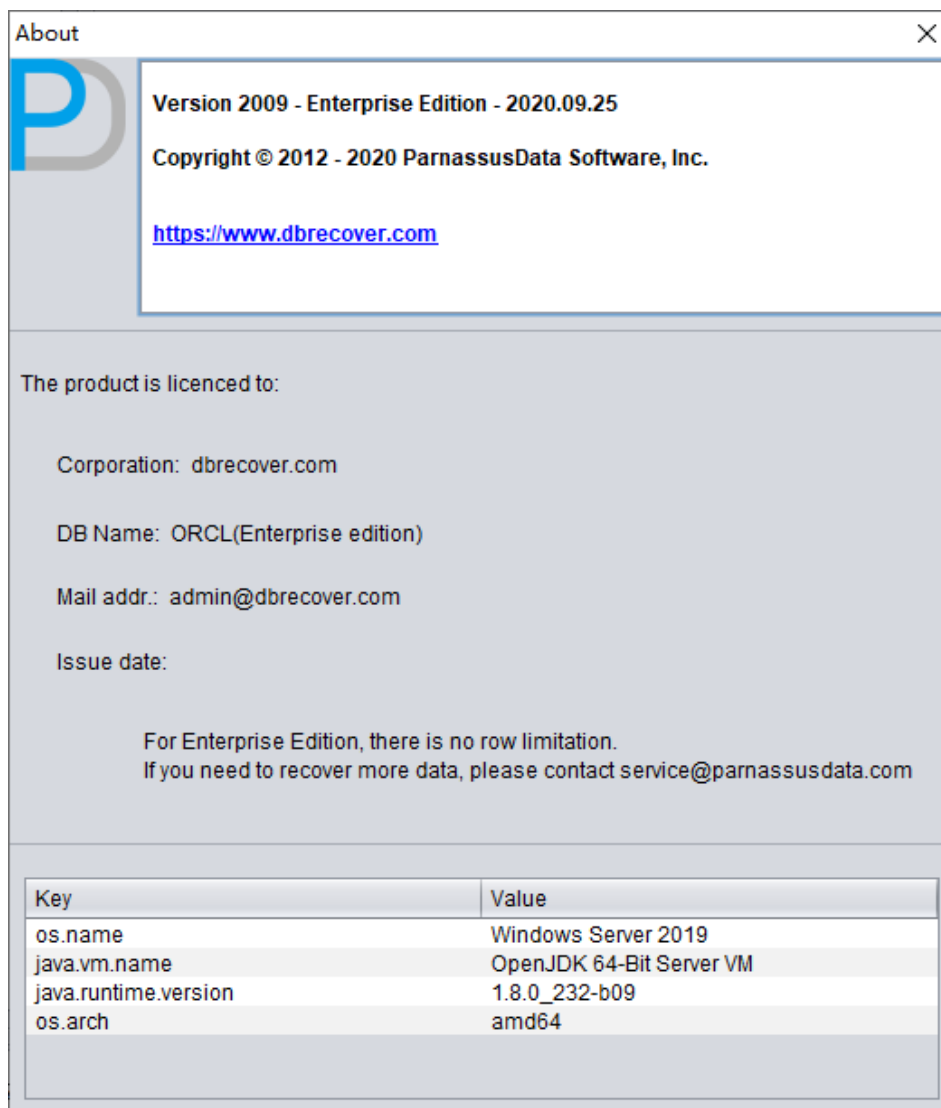 About
Version 2009 - Enterprise Edition - 2020.09.25
Copyright © 2012 - 2020 ParnassusData Software, Inc.
https://www.dbrecover.com
The product is licenced to:
Corporation: dbrecover.com
DB Name: ORCL(Enterprise edition)
Mail addr.: admin@dbrecover.com
Issue date:
For Enterprise Edition, there is no row limitation.
If you need to recover more data, please contact service@parnassusdata.com
Key Value
os.name Windows Server 2019
java.vm.name OpenJDK 64-Bit Server VM
java.runtime.version 1.8.0_232-b09
os.arch amd64